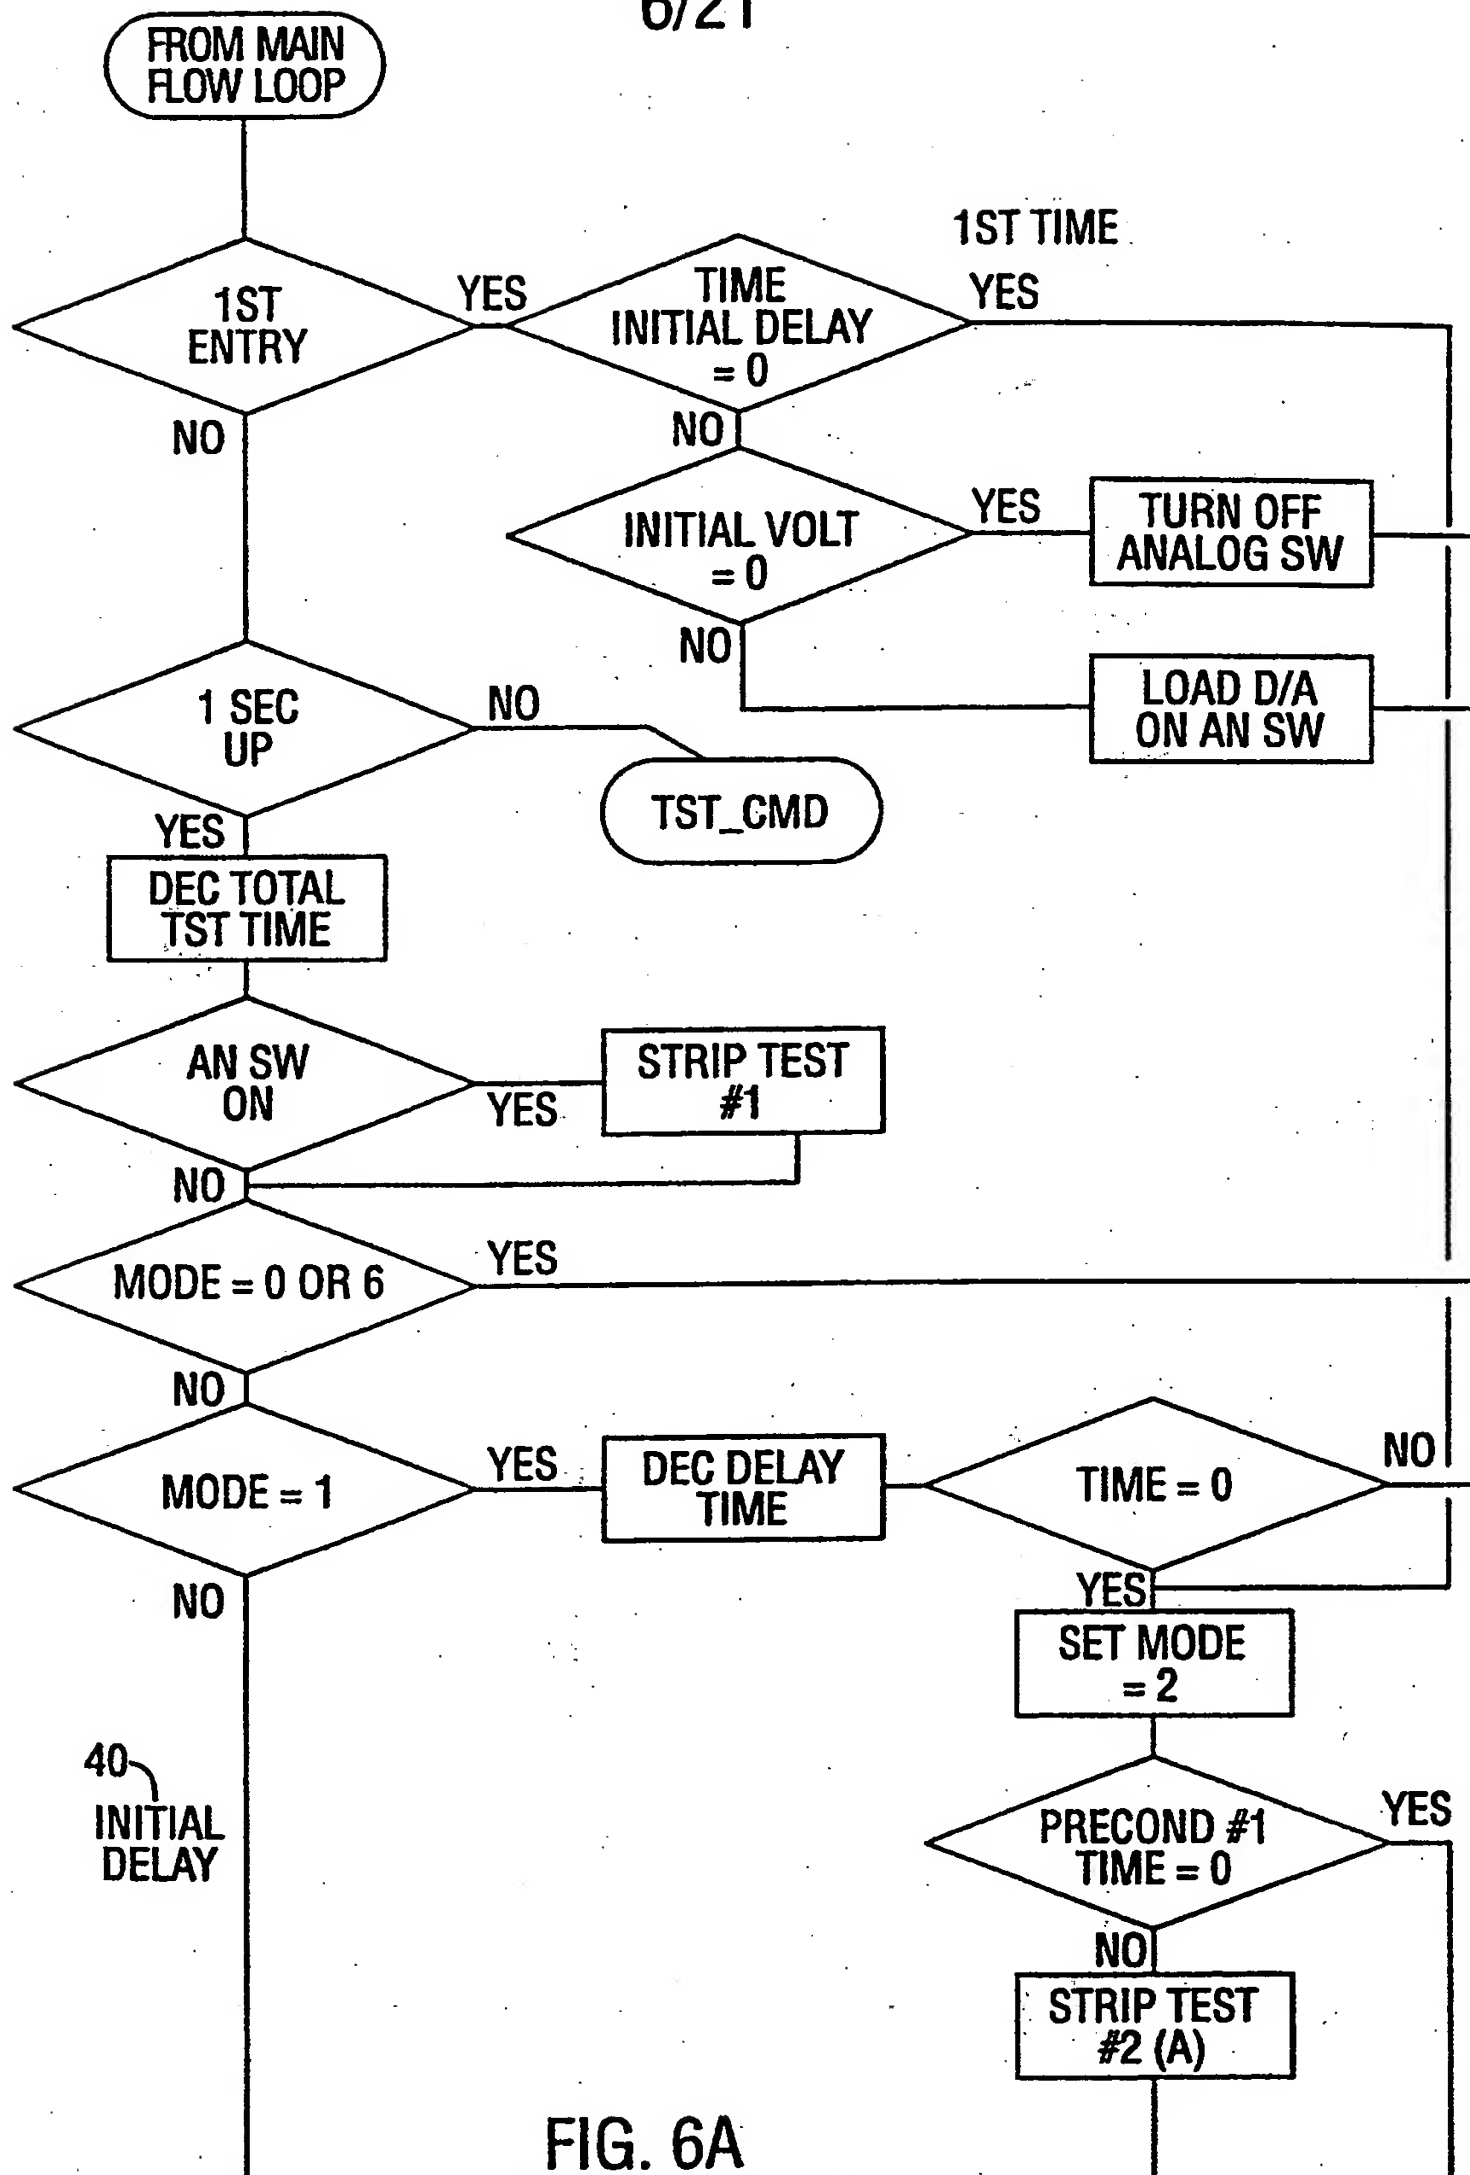 6/21
FROM MAIN
FLOW LOOP
1ST TIME
1ST
ENTRY
YES
NO
TIME
INITIAL DELAY
= 0
YES
NO
INITIAL VOLT
= 0
YES
NO
TURN OFF
ANALOG SW
LOAD D/A
ON AN SW
1 SEC
UP
NO
YES
TST_CMD
DEC TOTAL
TST TIME
AN SW
ON
YES
NO
STRIP TEST
#1
MODE = 0 OR 6
YES
NO
MODE = 1
YES
NO
DEC DELAY
TIME
TIME = 0
NO
YES
SET MODE
= 2
40
INITIAL
DELAY
PRECOND #1
TIME = 0
YES
NO
STRIP TEST
#2 (A)
FIG. 6A